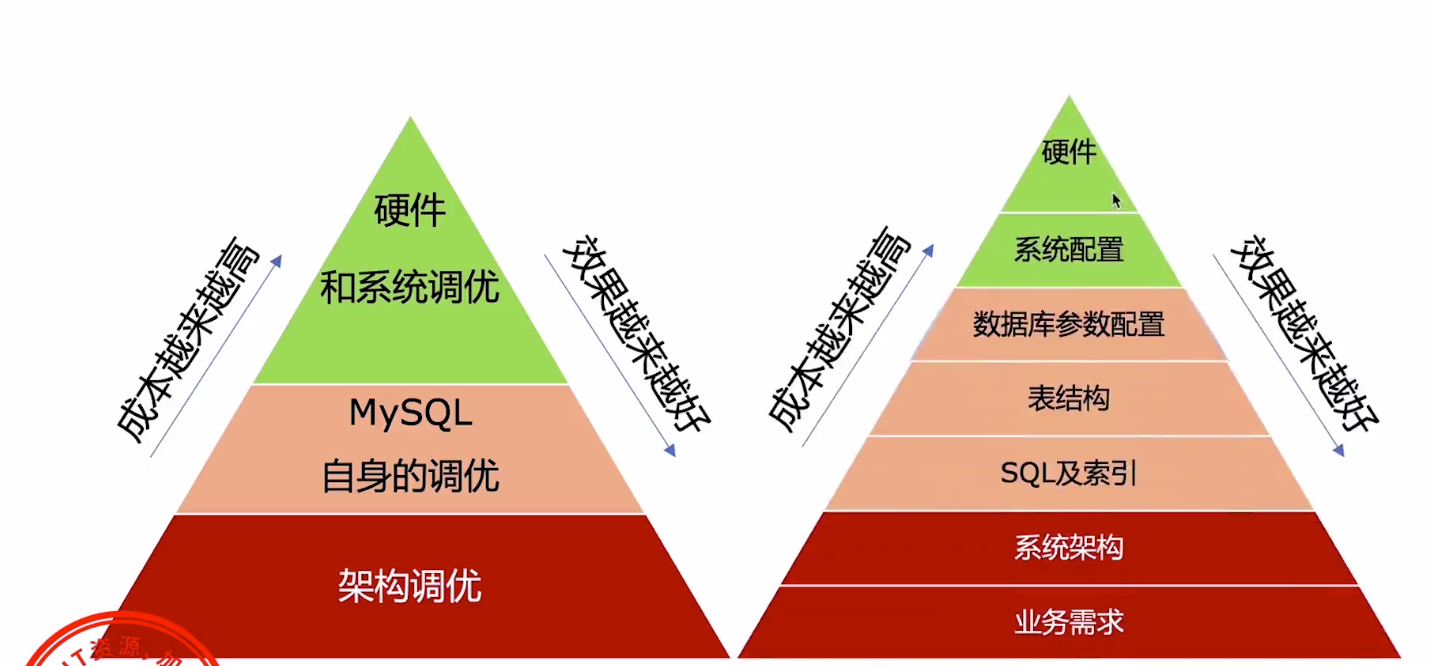 硬件
和系统调优
MySQL
自身的调优
架构调优
成本越来越高
效果越来越好
硬件
系统配置
数据库参数配置
表结构
SQL及索引
系统架构
业务需求
成本越来越高
效果越来越好
IT资源,加